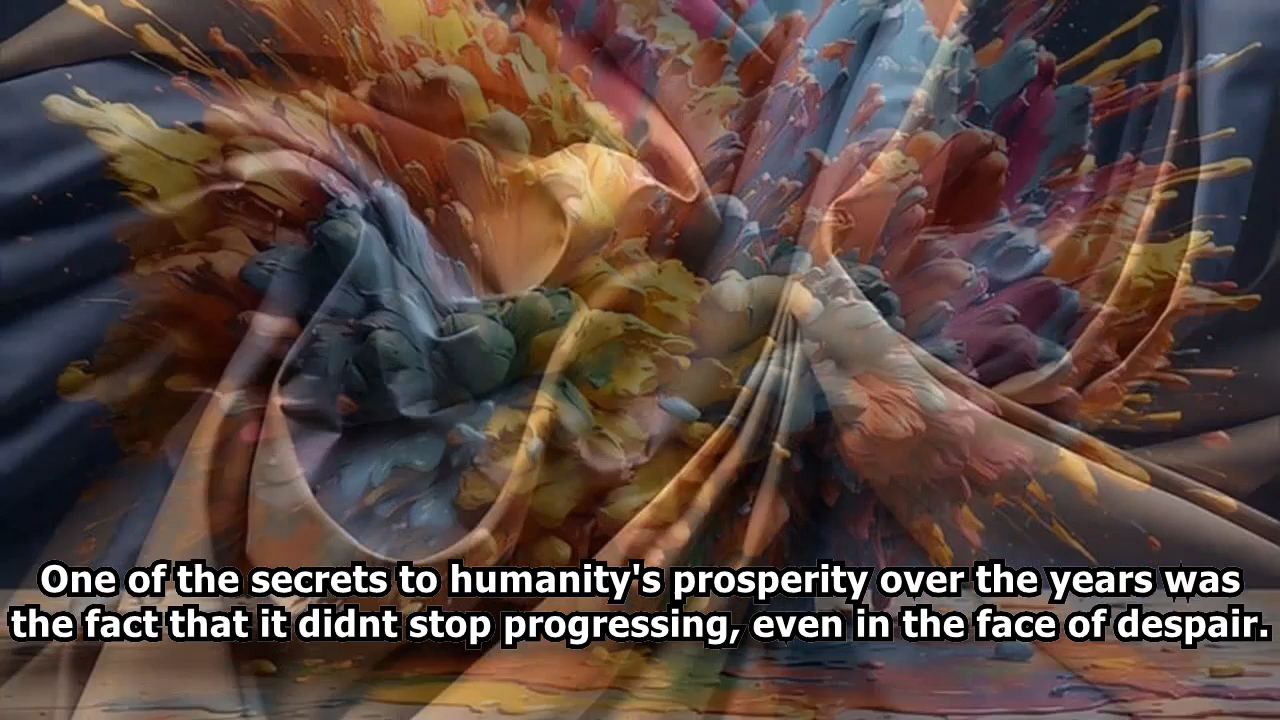 One of the secrets to humanity's prosperity over the years was
the fact that it didnt stop progressing, even in the face of despair.